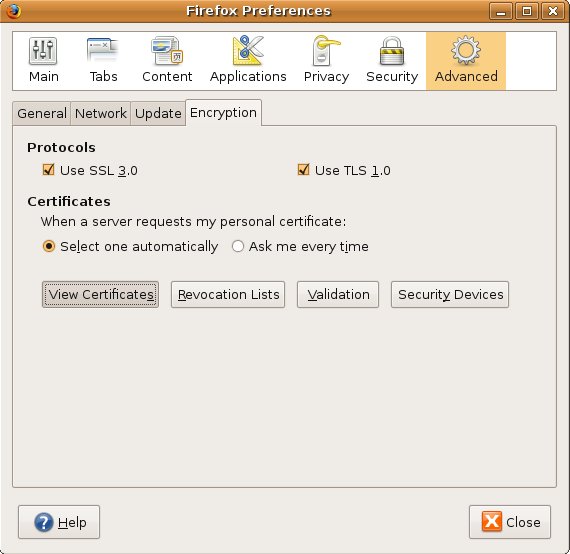 Firefox Preferences
Main Tabs Content Applications Privacy Security Advanced
General Network Update Encryption
Protocols
Use SSL 3.0 Use TLS 1.0
Certificates
When a server requests my personal certificate:
Select one automatically Ask me every time
View Certificates Revocation Lists Validation Security Devices
Help Close